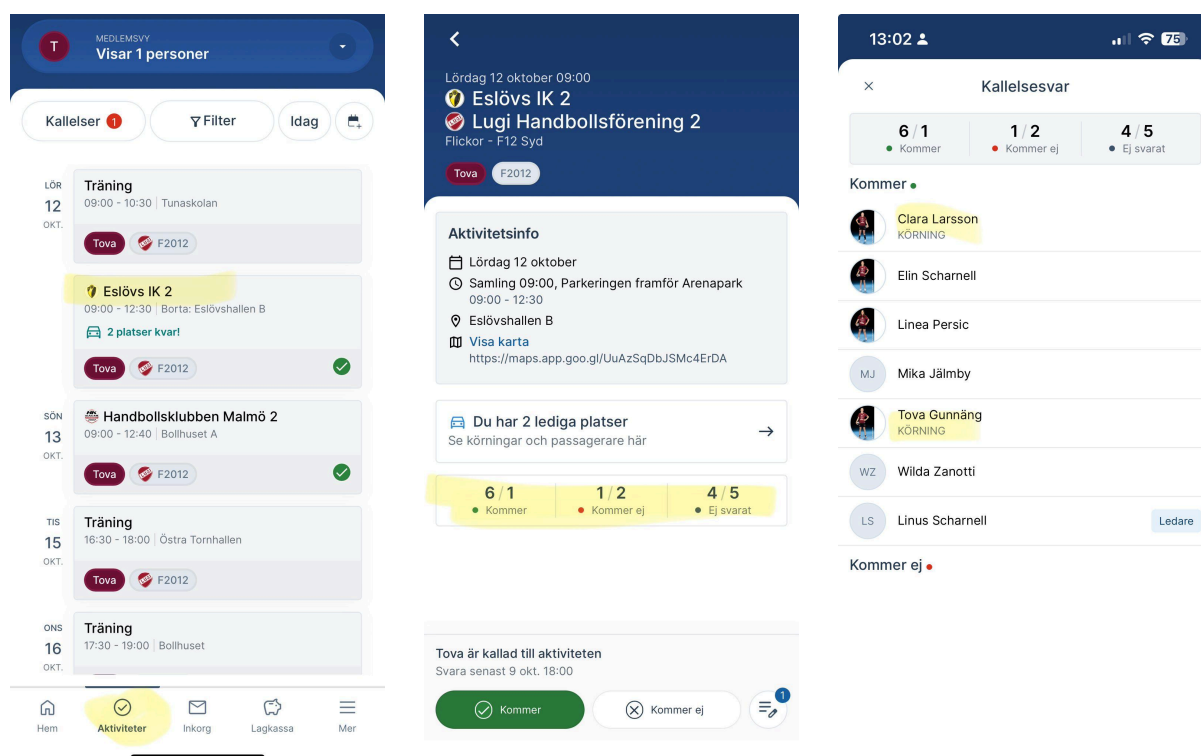 T
MEDLEMSVY
Visar 1 personer
Kallelser 1
Filter
Idag
LÖR
12
OKT.
Träning
09:00 - 10:30 | Tunaskolan
Tova
F2012
Eslövs IK 2
09:00 - 12:30 | Borta: Eslövshallen B
2 platser kvar!
Tova
F2012
SÖN
13
OKT.
Handbollsklubben Malmö 2
09:00 - 12:40 | Bollhuset A
Tova
F2012
TIS
15
OKT.
Träning
16:30 - 18:00 | Östra Tornhallen
Tova
F2012
ONS
16
OKT.
Träning
17:30 - 19:00 | Bollhuset
Hem
Aktiviteter
Inkorg
Lagkassa
Mer
Lördag 12 oktober 09:00
Eslövs IK 2
Lugi Handbollsförening 2
Flickor - F12 Syd
Tova
F2012
Aktivitetsinfo
Lördag 12 oktober
Samling 09:00, Parkeringen framför Arenapark
09:00 - 12:30
Eslövshallen B
Visa karta
https://maps.app.goo.gl/UuAzSqDbJSMc4ErDA
Du har 2 lediga platser
Se körningar och passagerare här
6 / 1
Kommer
1 / 2
Kommer ej
4 / 5
Ej svarat
Tova är kallad till aktiviteten
Svara senast 9 okt. 18:00
Kommer
Kommer ej
1
13:02
75
Kallelsesvar
6 / 1
Kommer
1 / 2
Kommer ej
4 / 5
Ej svarat
Kommer
Clara Larsson
KÖRNING
Elin Scharnell
Linea Persic
MJ
Mika Jälmby
Tova Gunnäng
KÖRNING
WZ
Wilda Zanotti
LS
Linus Scharnell
Ledare
Kommer ej